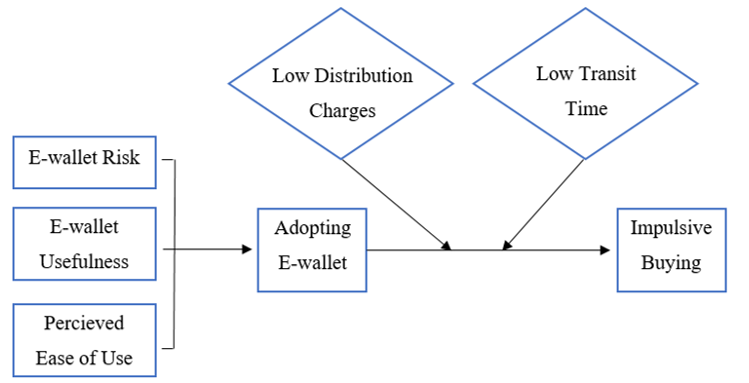 Low Distribution
Charges
Low Transit
Time
E-wallet Risk
E-wallet
Usefulness
Percieved
Ease of Use
Adopting
E-wallet
Impulsive
Buying